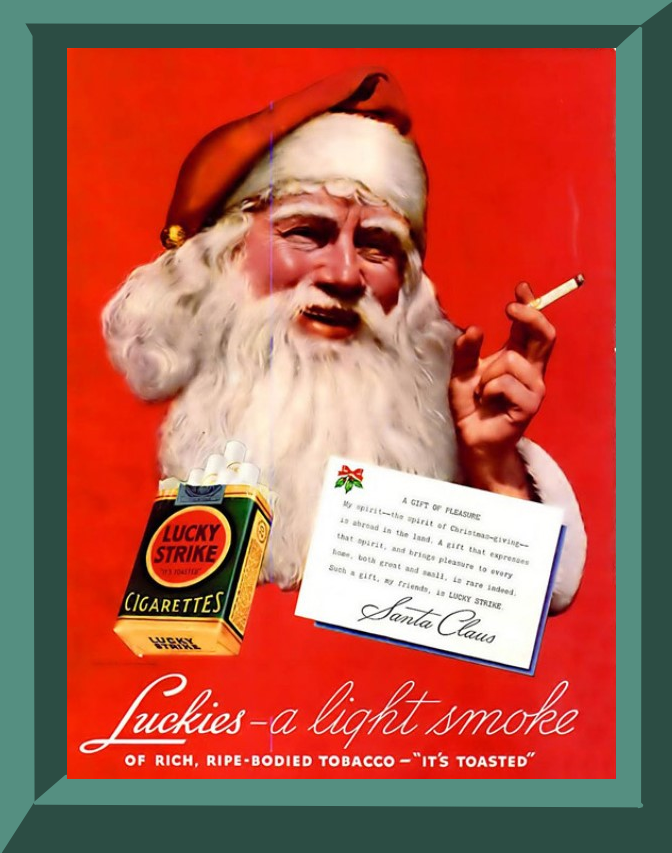 LUCKY
STRIKE
"IT'S TOASTED"
CIGARETTES
LUCKY
STRIKE
A GIFT OF PLEASURE
My spirit--the spirit of Christmas-giving--
is abroad in the land. A gift that expresses
that spirit, and brings pleasure to every
home, both great and small, is rare indeed.
Such a gift, my friends, is LUCKY STRIKE.
Santa Claus
Luckies - a light smoke
OF RICH, RIPE-BODIED TOBACCO - "IT'S TOASTED"